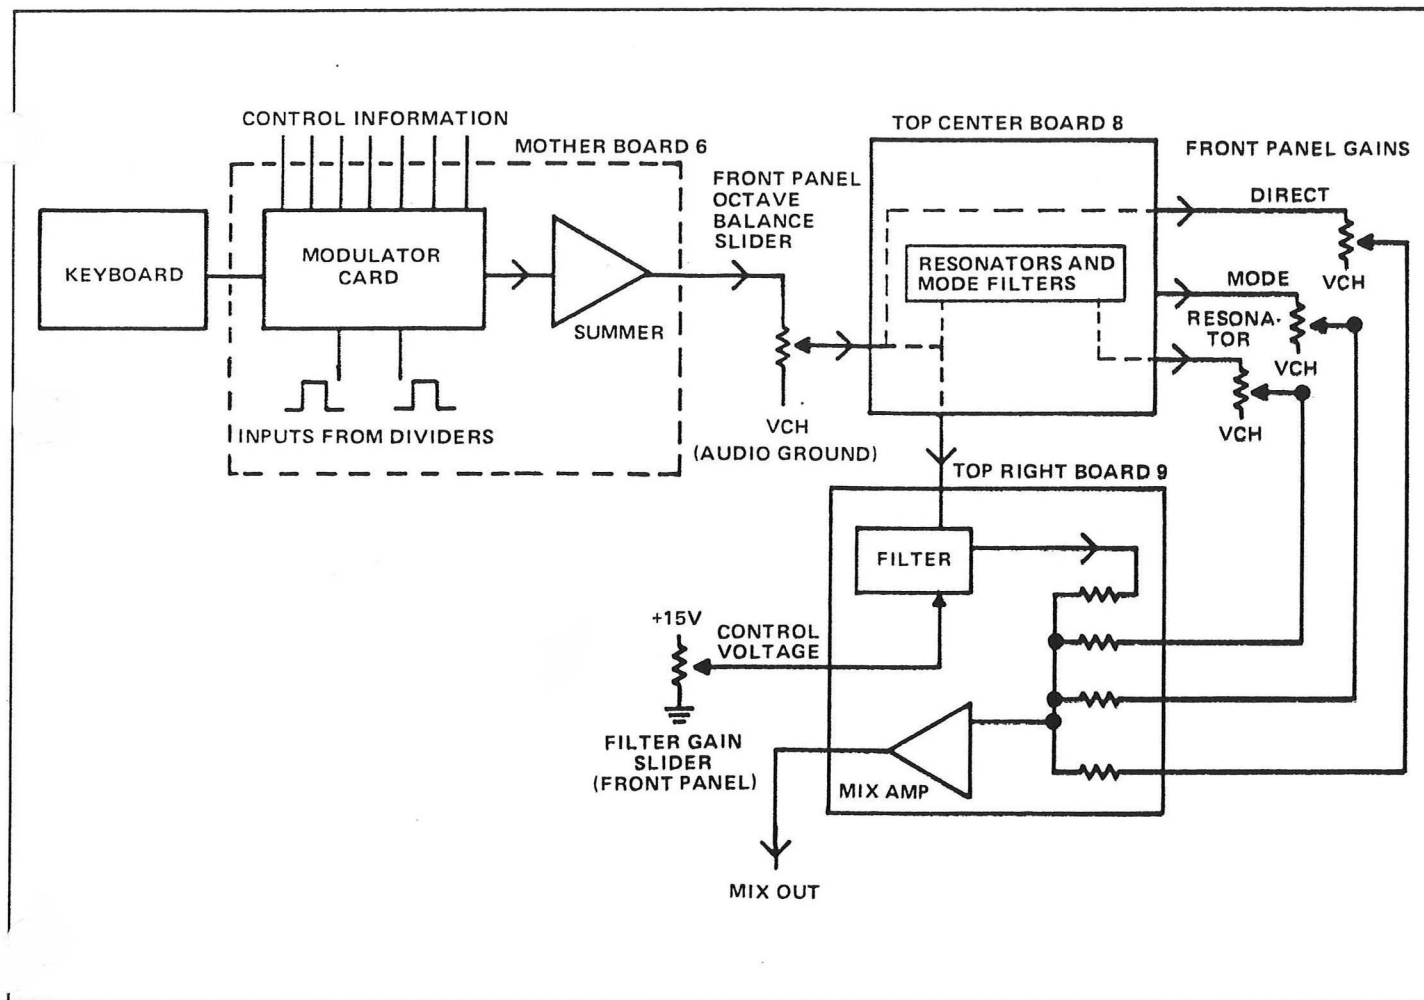 CONTROL INFORMATION
MOTHER BOARD 6
KEYBOARD
MODULATOR
CARD
SUMMER
INPUTS FROM DIVIDERS
FRONT PANEL
OCTAVE
BALANCE
SLIDER
VCH
(AUDIO GROUND)
TOP CENTER BOARD 8
RESONATORS AND
MODE FILTERS
FRONT PANEL GAINS
DIRECT
VCH
MODE
RESONA-
TOR
VCH
VCH
TOP RIGHT BOARD 9
FILTER
+15V
CONTROL
VOLTAGE
FILTER GAIN
SLIDER
(FRONT PANEL)
MIX AMP
MIX OUT